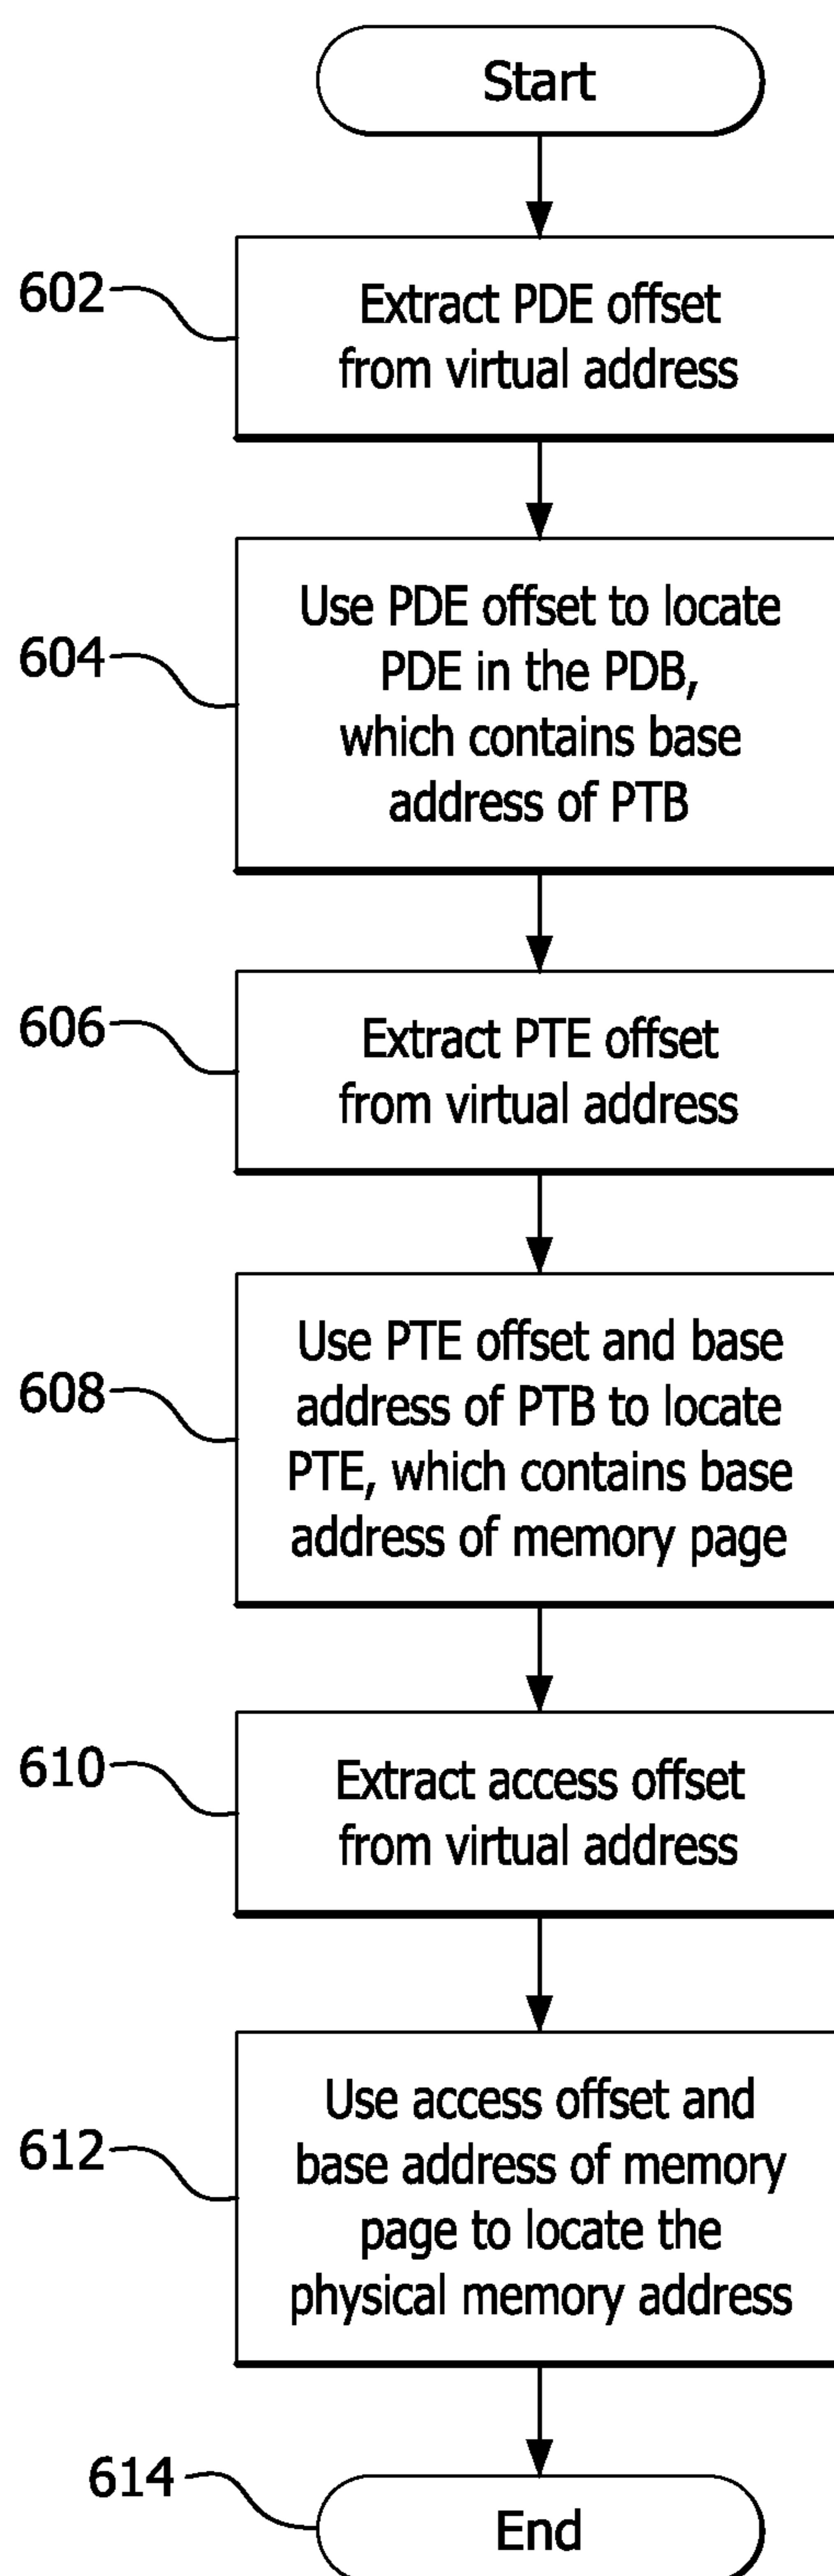 Start
602
Extract PDE offset
from virtual address
604
Use PDE offset to locate
PDE in the PDB,
which contains base
address of PTB
606
Extract PTE offset
from virtual address
608
Use PTE offset and base
address of PTB to locate
PTE, which contains base
address of memory page
610
Extract access offset
from virtual address
612
Use access offset and
base address of memory
page to locate the
physical memory address
614
End